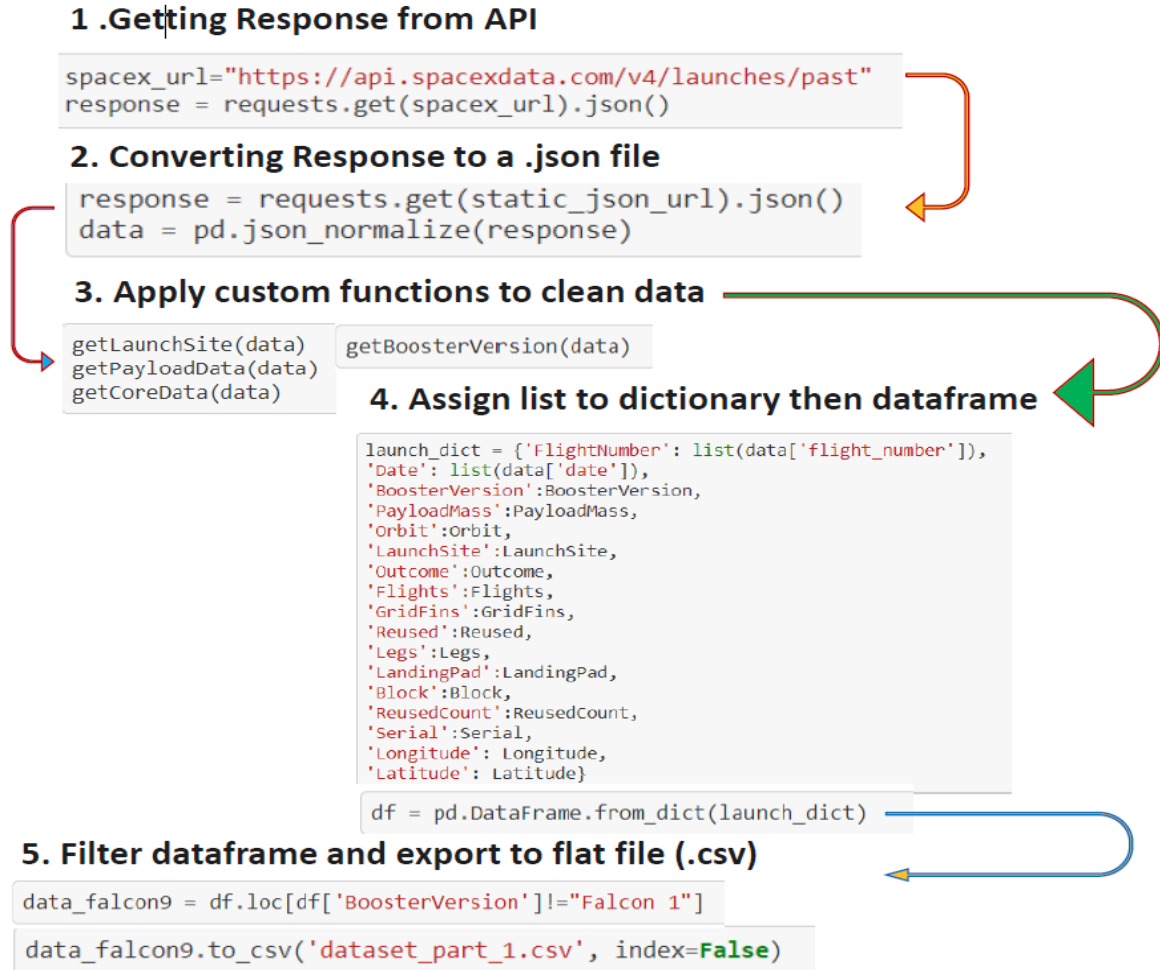 1 .Getting Response from API
spacex_url="https://api.spacexdata.com/v4/launches/past"
response = requests.get(spacex_url).json()
2. Converting Response to a .json file
response = requests.get(static_json_url).json()
data = pd.json_normalize(response)
3. Apply custom functions to clean data
getLaunchSite(data)
getPayloadData(data)
getCoreData(data)
getBoosterVersion(data)
4. Assign list to dictionary then dataframe
launch_dict = {'FlightNumber': list(data['flight_number']),
'Date': list(data['date']),
'BoosterVersion':BoosterVersion,
'PayloadMass':PayloadMass,
'Orbit':Orbit,
'LaunchSite':LaunchSite,
'Outcome':Outcome,
'Flights':Flights,
'GridFins':GridFins,
'Reused':Reused,
'Legs':Legs,
'LandingPad':LandingPad,
'Block':Block,
'ReusedCount':ReusedCount,
'Serial':Serial,
'Longitude': Longitude,
'Latitude': Latitude}
df = pd.DataFrame.from_dict(launch_dict)
5. Filter dataframe and export to flat file (.csv)
data_falcon9 = df.loc[df['BoosterVersion']!="Falcon 1"]
data_falcon9.to_csv('dataset_part_1.csv', index=False)